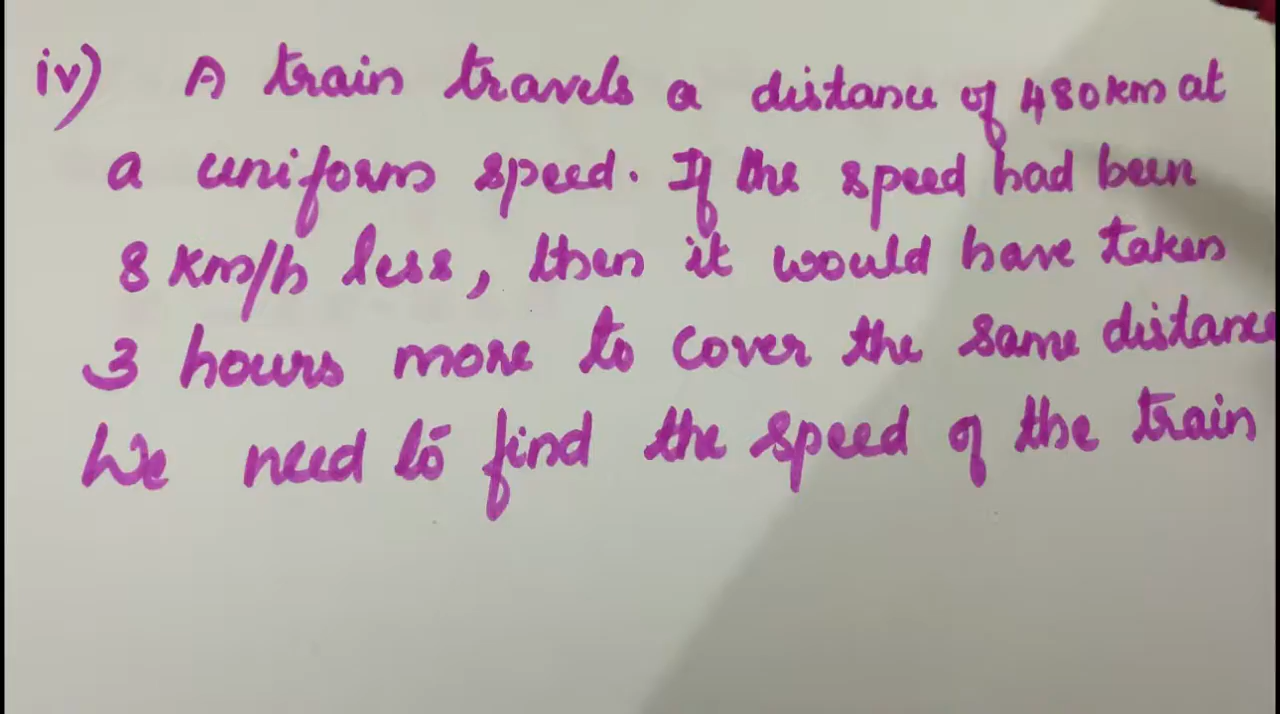 iv) A train travels a distance of 480km at
a uniform speed. If the speed had been
8 km/h less, then it would have taken
3 hours more to cover the same distance
We need to find the speed of the train